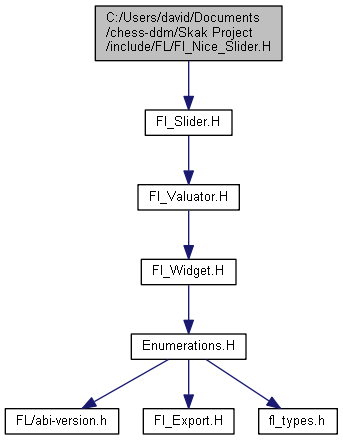 C:/Users/david/Documents
/chess-ddm/Skak Project
/include/FL/Fl_Nice_Slider.H
Fl_Slider.H
Fl_Valuator.H
Fl_Widget.H
Enumerations.H
FL/abi-version.h
Fl_Export.H
fl_types.h